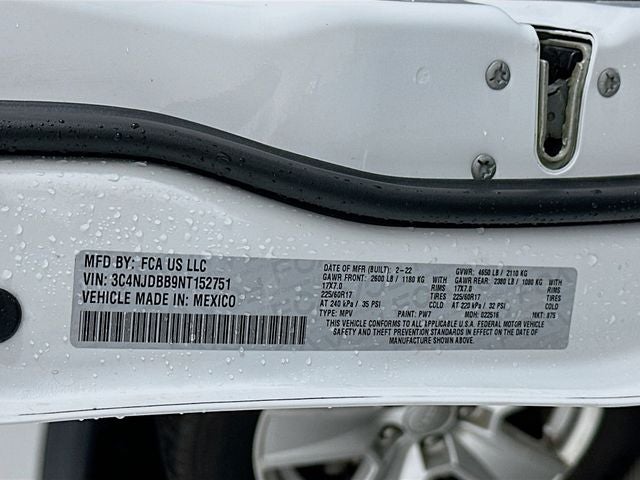 MFD BY: FCA US LLC
VIN: 3C4NJDBB9NT152751
VEHICLE MADE IN: MEXICO
DATE OF MFR (BUILT): 2-22
GVWR: 4650 LB / 2110 KG
GAWR FRONT: 2600 LB / 1180 KG WITH
GAWR REAR: 2380 LB / 1080 KG WITH
17X7.0 RIMS
17X7.0 RIMS
225/60R17 TIRES
225/60R17 TIRES
AT 240 kPa / 35 PSI COLD
AT 220 kPa / 32 PSI COLD
TYPE: MPV PAINT: PW7 MDH: 022516 HKT: 875
THIS VEHICLE CONFORMS TO ALL APPLICABLE U.S.A. FEDERAL MOTOR VEHICLE
SAFETY AND THEFT PREVENTION STANDARDS IN EFFECT ON THE DATE OF
MANUFACTURE SHOWN ABOVE.